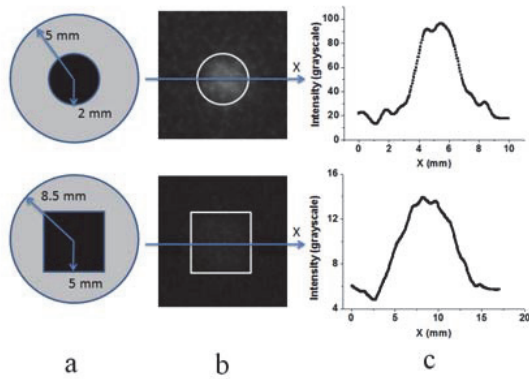 5 mm
2 mm
X
Intensity (grayscale)
100
80
60
40
20
0
0 2 4 6 8 10
X (mm)
8.5 mm
5 mm
X
Intensity (grayscale)
16
12
8
4
0 5 10 15 20
X (mm)
a b c